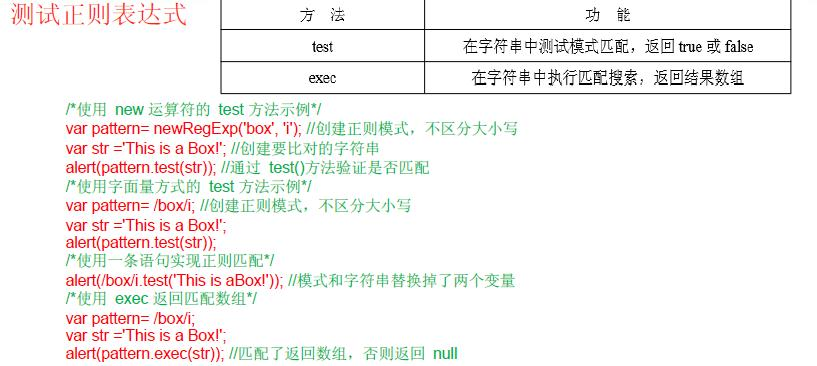 测试正则表达式
方 法 功 能
test 在字符串中测试模式匹配，返回 true 或 false
exec 在字符串中执行匹配搜索，返回结果数组
/*使用 new 运算符的 test 方法示例*/
var pattern= newRegExp('box', 'i'); //创建正则模式，不区分大小写
var str ='This is a Box!'; //创建要比对的字符串
alert(pattern.test(str)); //通过 test()方法验证是否匹配
/*使用字面量方式的 test 方法示例*/
var pattern= /box/i; //创建正则模式，不区分大小写
var str ='This is a Box!';
alert(pattern.test(str));
/*使用一条语句实现正则匹配*/
alert(/box/i.test('This is aBox!')); //模式和字符串替换掉了两个变量
/*使用 exec 返回匹配数组*/
var pattern= /box/i;
var str ='This is a Box!';
alert(pattern.exec(str)); //匹配了返回数组，否则返回 null